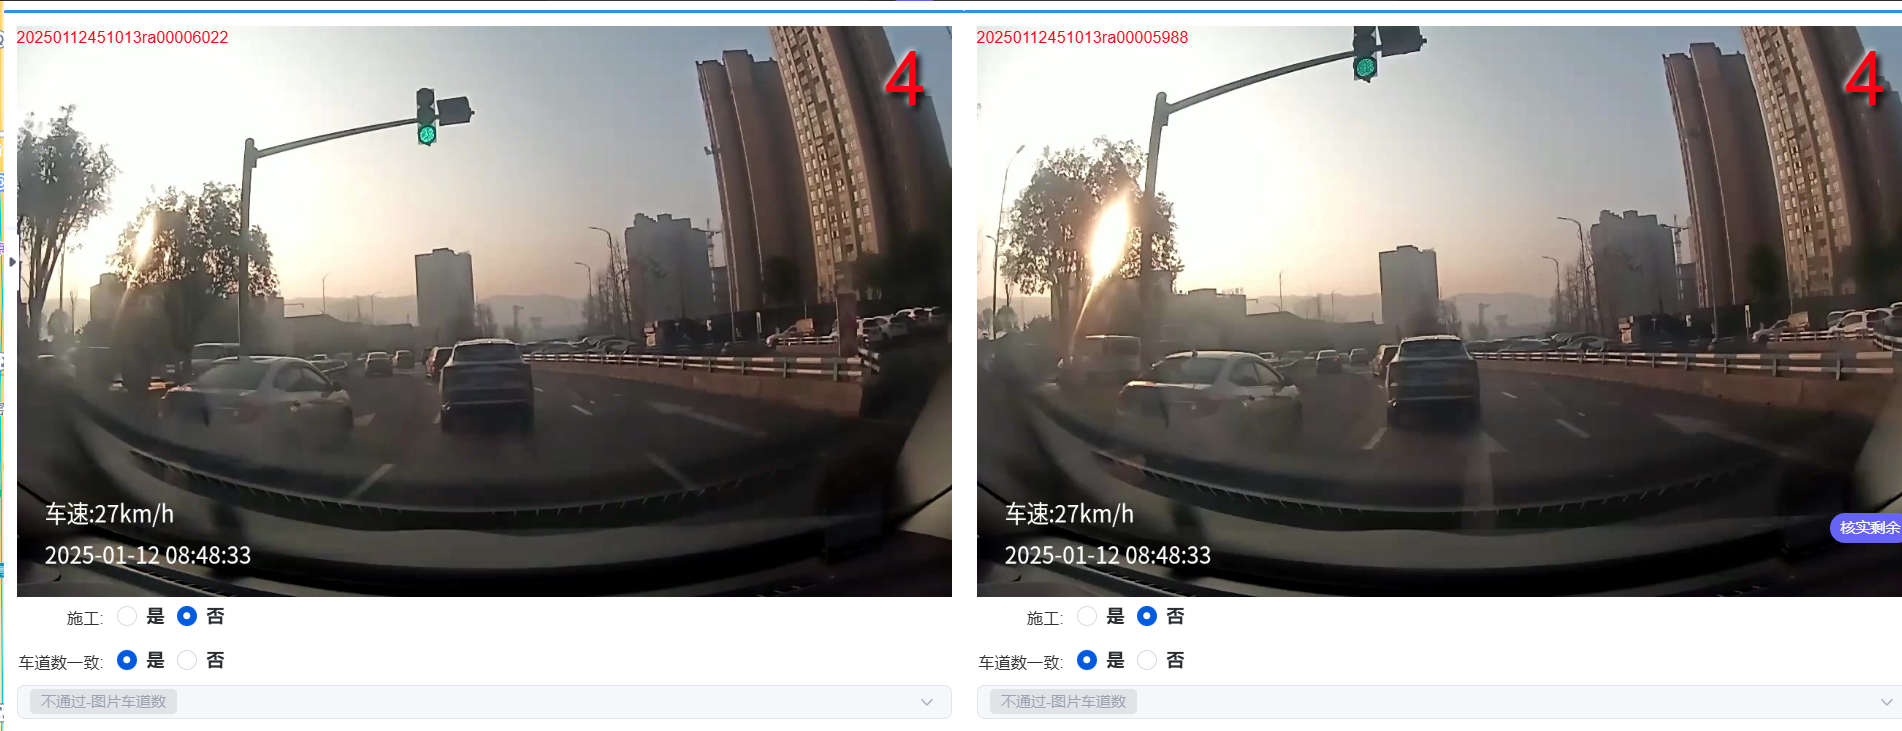 20250112451013ra00006022
4
车速:27km/h
2025-01-12 08:48:33
施工: 是 否
车道数一致: 是 否
不通过-图片车道数
20250112451013ra00005988
4
车速:27km/h
2025-01-12 08:48:33
核实剩余
施工: 是 否
车道数一致: 是 否
不通过-图片车道数